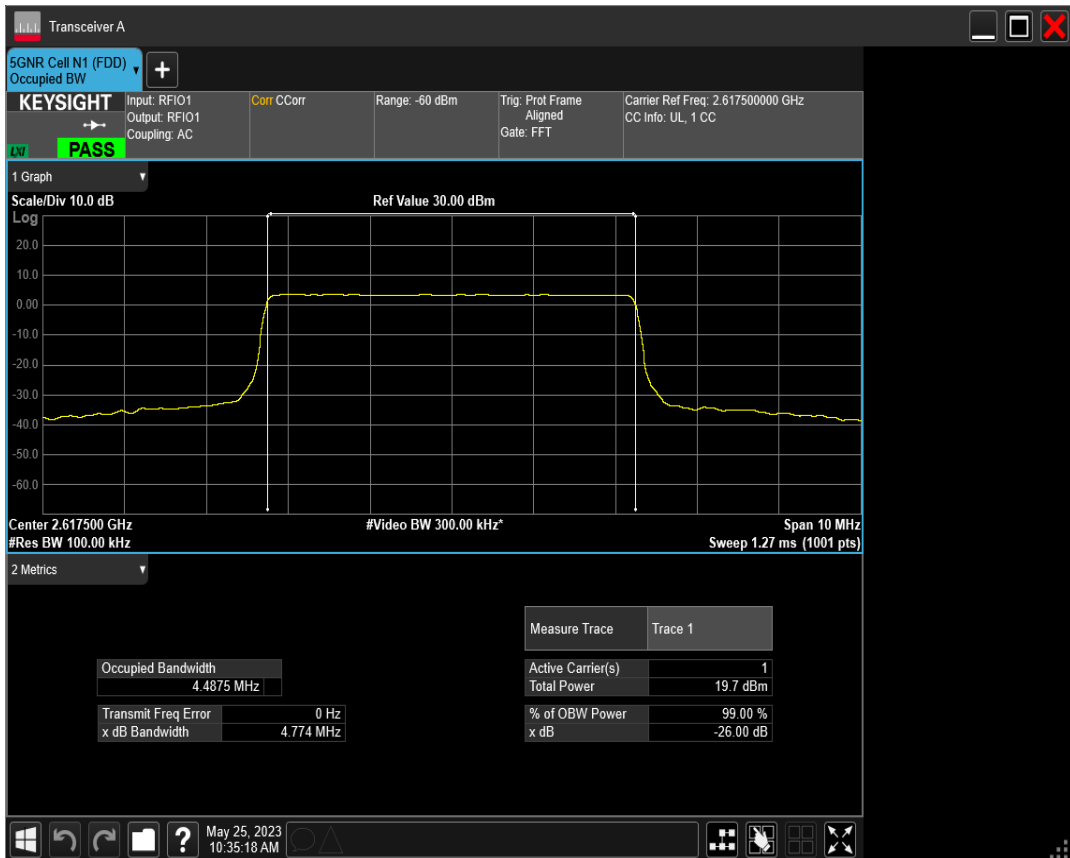 Transceiver A
5GNR Cell N1 (FDD)
Occupied BW
+
KEYSIGHT
LXI
PASS
Input: RFIO1
Output: RFIO1
Coupling: AC
Corr CCorr
Range: -60 dBm
Trig: Prot Frame
Aligned
Gate: FFT
Carrier Ref Freq: 2.617500000 GHz
CC Info: UL, 1 CC
1 Graph
Scale/Div 10.0 dB
Ref Value 30.00 dBm
Log
20.0
10.0
0.00
-10.0
-20.0
-30.0
-40.0
-50.0
-60.0
Center 2.617500 GHz
#Video BW 300.00 kHz*
Span 10 MHz
#Res BW 100.00 kHz
Sweep 1.27 ms (1001 pts)
2 Metrics
Measure Trace Trace 1
Occupied Bandwidth
4.4875 MHz
Active Carrier(s) 1
Total Power 19.7 dBm
Transmit Freq Error 0 Hz
x dB Bandwidth 4.774 MHz
% of OBW Power 99.00 %
x dB -26.00 dB
?
May 25, 2023
10:35:18 AM